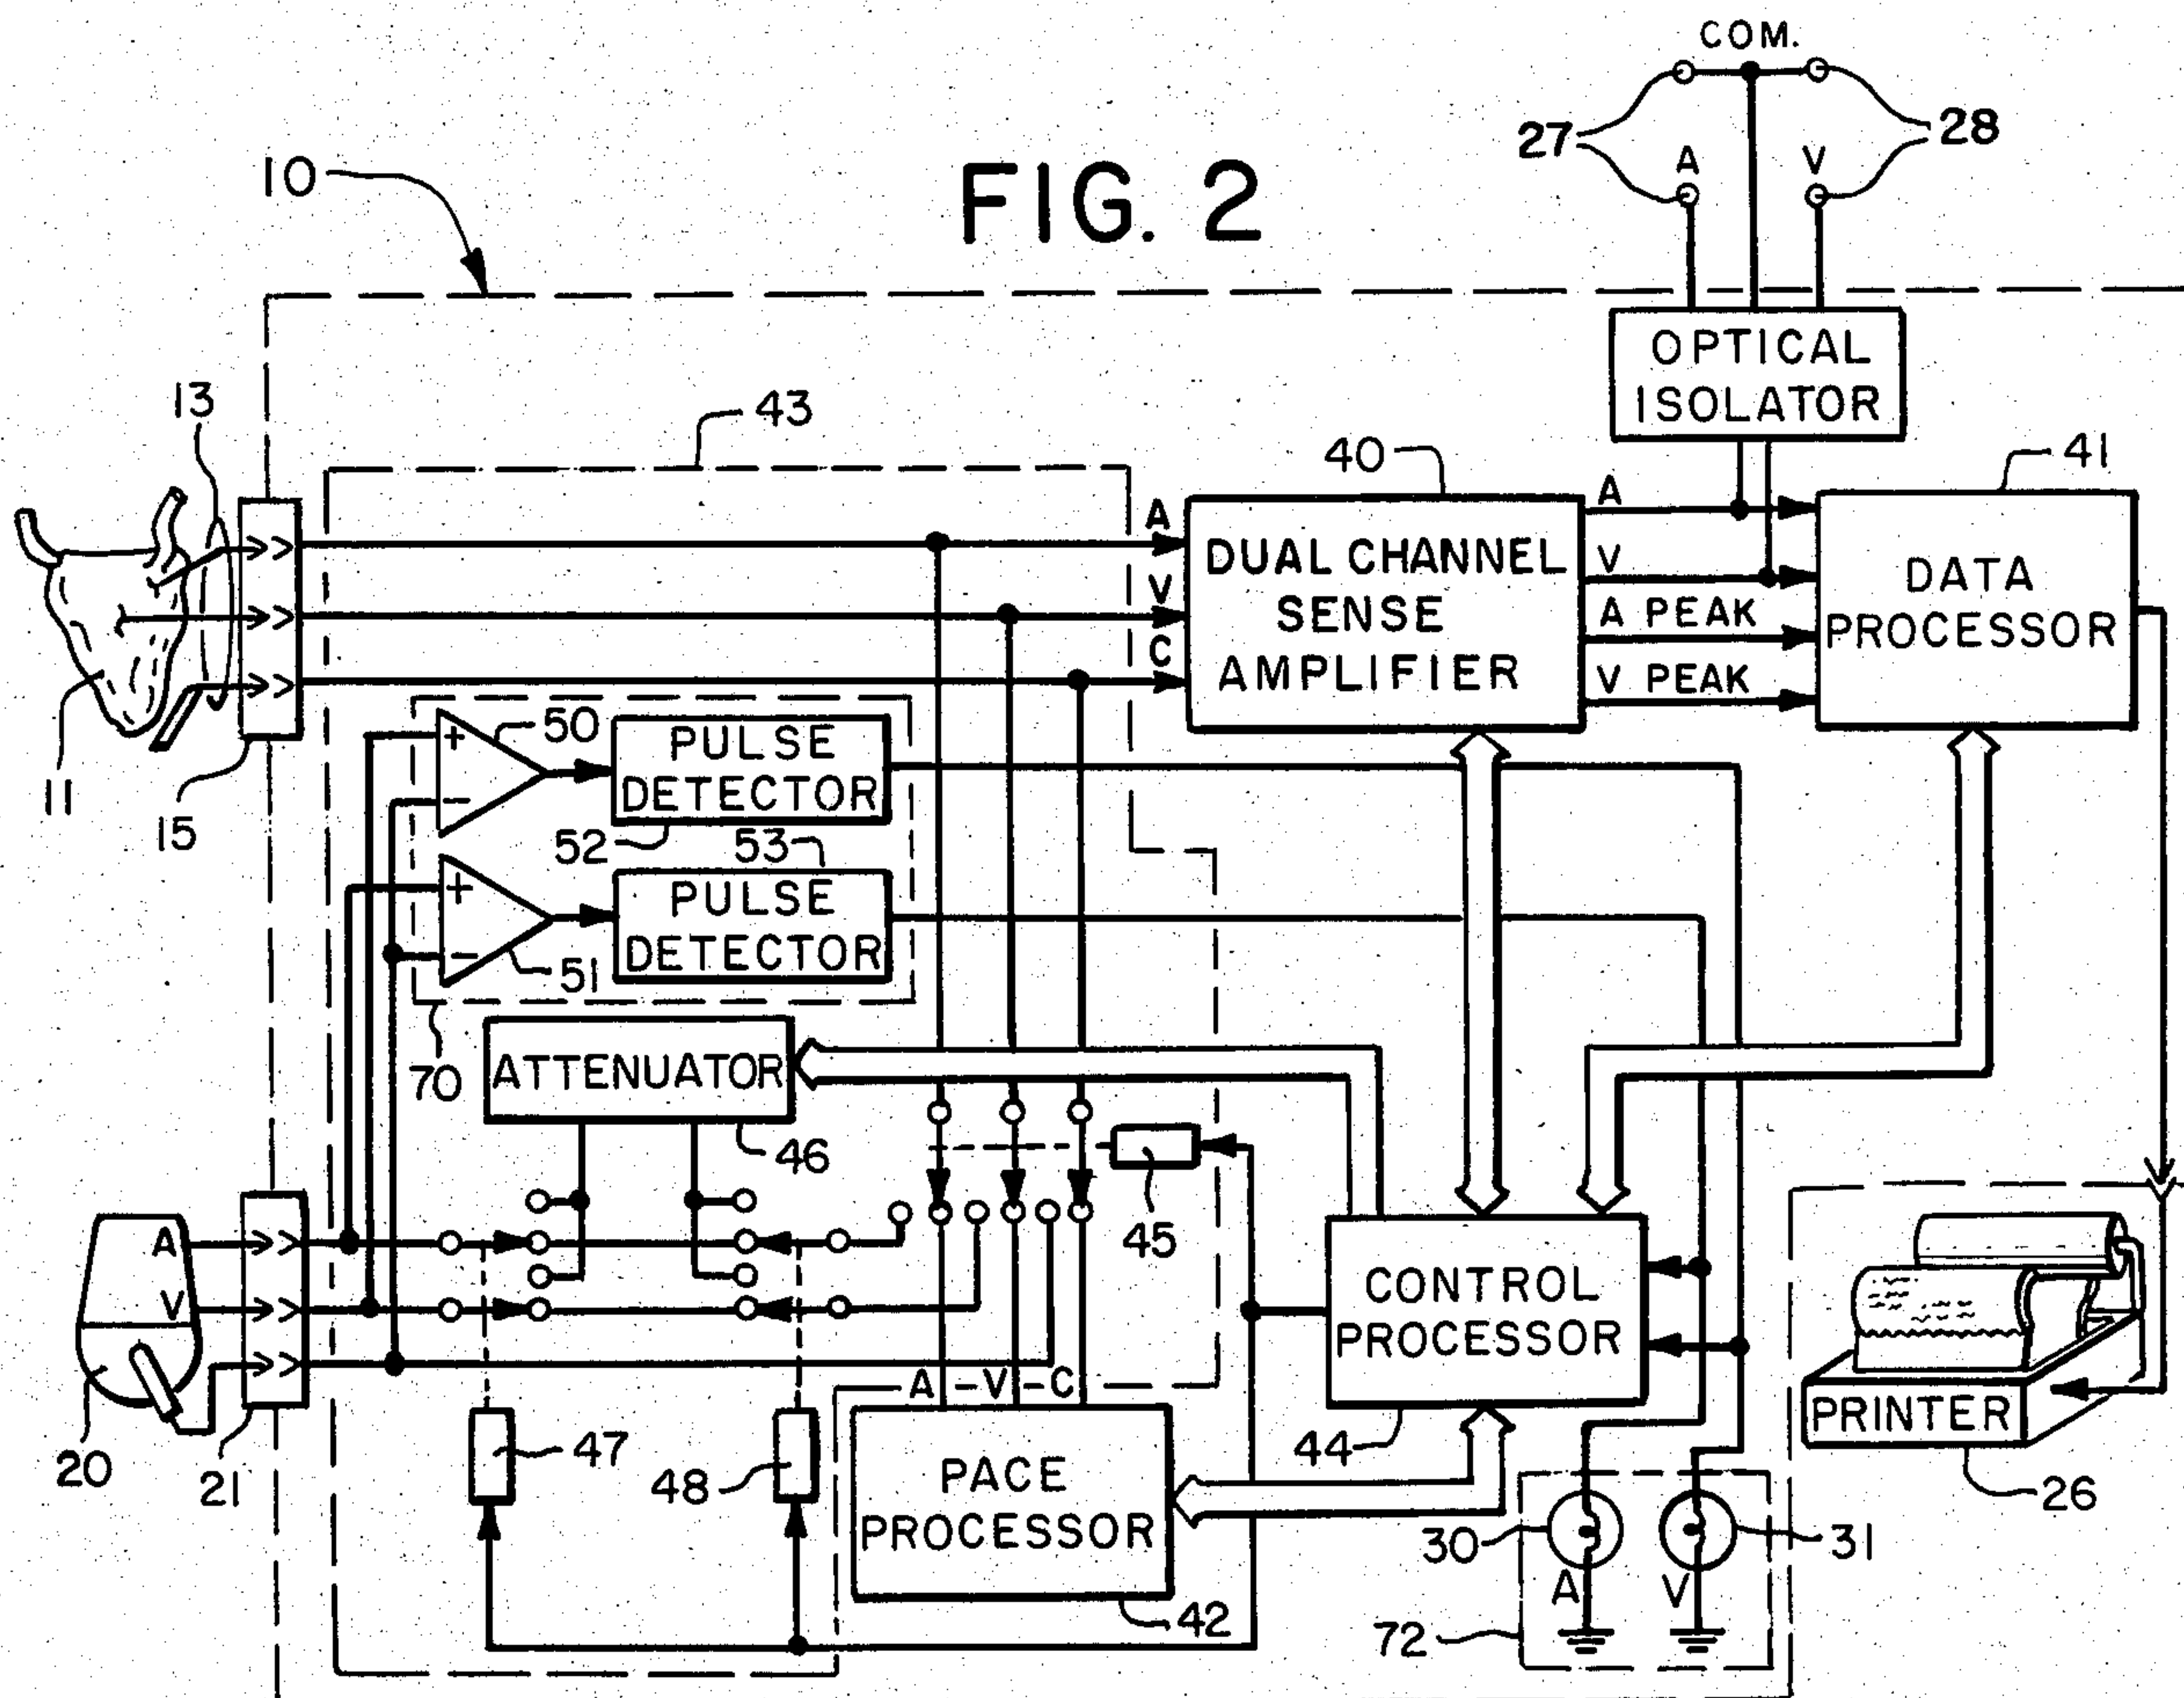 COM.
27
28
A
V
10
FIG. 2
OPTICAL
ISOLATOR
13
43
40
41
A
A
DUAL CHANNEL
SENSE
AMPLIFIER
V
V
DATA
PROCESSOR
A PEAK
C
V PEAK
11
15
+
-
50
PULSE
DETECTOR
52
53
+
-
51
PULSE
DETECTOR
70
ATTENUATOR
46
45
A
V
CONTROL
PROCESSOR
20
21
47
48
A-V-C
44
PRINTER
26
PACE
PROCESSOR
42
30
31
A
V
72